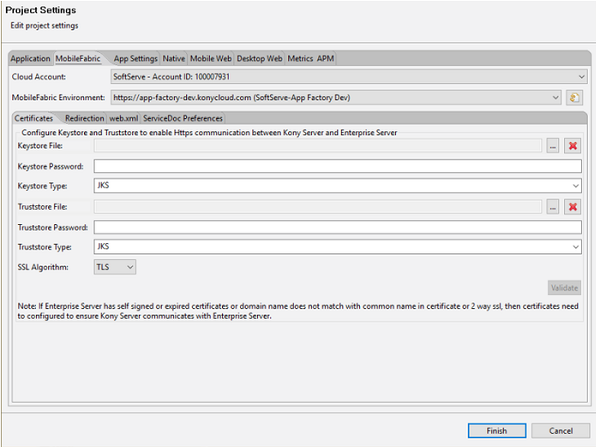 Project Settings
Edit project settings
Application MobileFabric App Settings Native Mobile Web Desktop Web Metrics APM
Cloud Account: SoftServe - Account ID: 100007931
MobileFabric Environment: https://app-factory-dev.konycloud.com (SoftServe-App Factory Dev)
Certificates Redirection web.xml ServiceDoc Preferences
Configure Keystore and Truststore to enable Https communication between Kony Server and Enterprise Server
Keystore File: ...
Keystore Password:
Keystore Type: JKS
Truststore File: ...
Truststore Password:
Truststore Type: JKS
SSL Algorithm: TLS
Validate
Note: If Enterprise Server has self signed or expired certificates or domain name does not match with common name in certificate or 2 way ssl, then certificates need
to configured to ensure Kony Server communicates with Enterprise Server.
Finish Cancel